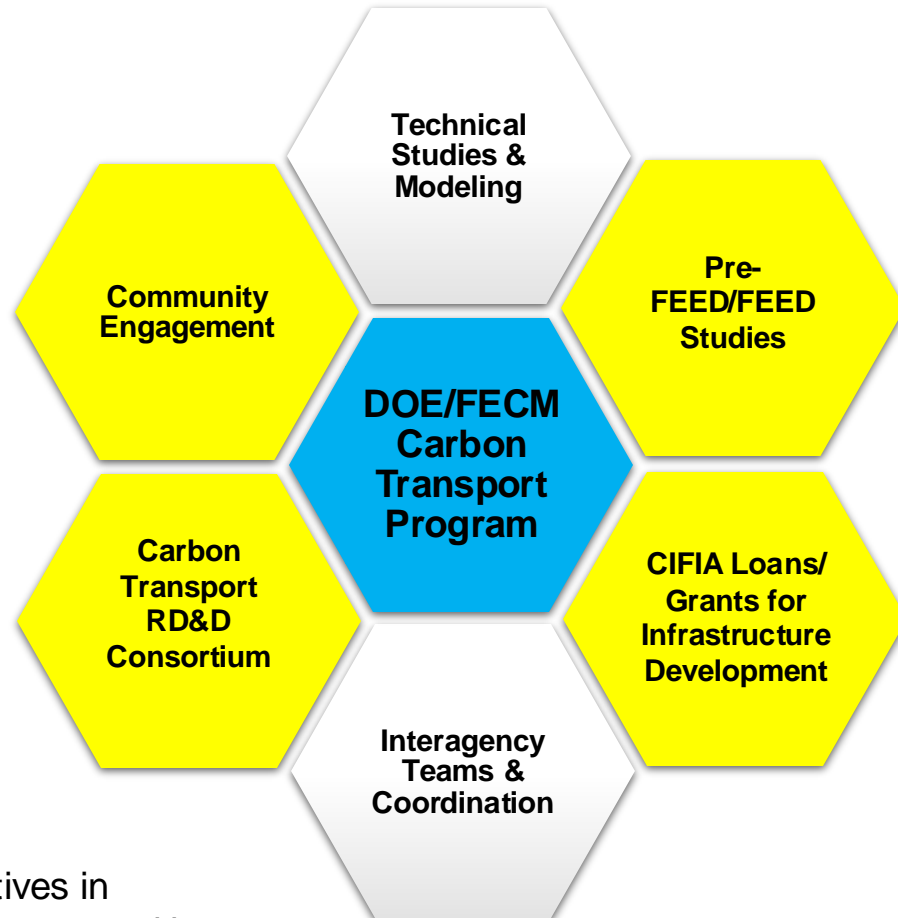 Technical
Studies &
Modeling
Community
Engagement
Pre-
FEED/FEED
Studies
DOE/FECM
Carbon
Transport
Program
Carbon
Transport
RD&D
Consortium
CIFIA Loans/
Grants for
Infrastructure
Development
Interagency
Teams &
Coordination
in